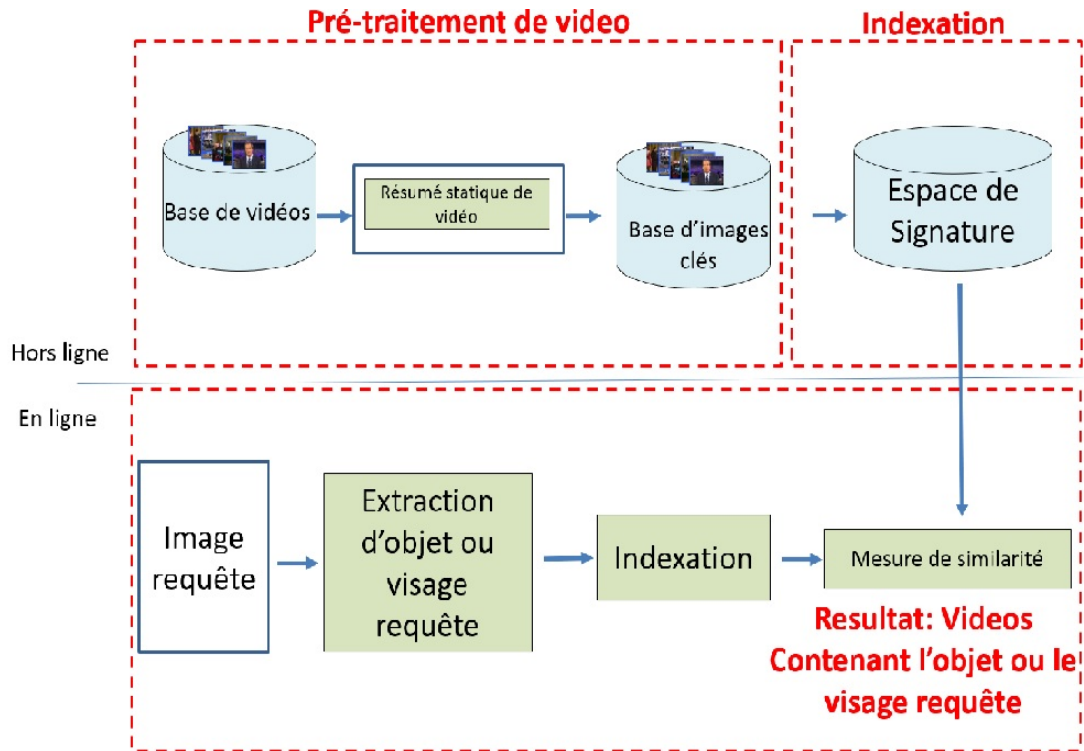 Pré-traitement de video
Indexation
Base de vidéos
Résumé statique de
vidéo
Base d'images
clés
Espace de
Signature
Hors ligne
En ligne
Image
requête
Extraction
d'objet ou
visage
requête
Indexation
Mesure de similarité
Resultat: Videos
Contenant l'objet ou le
visage requête